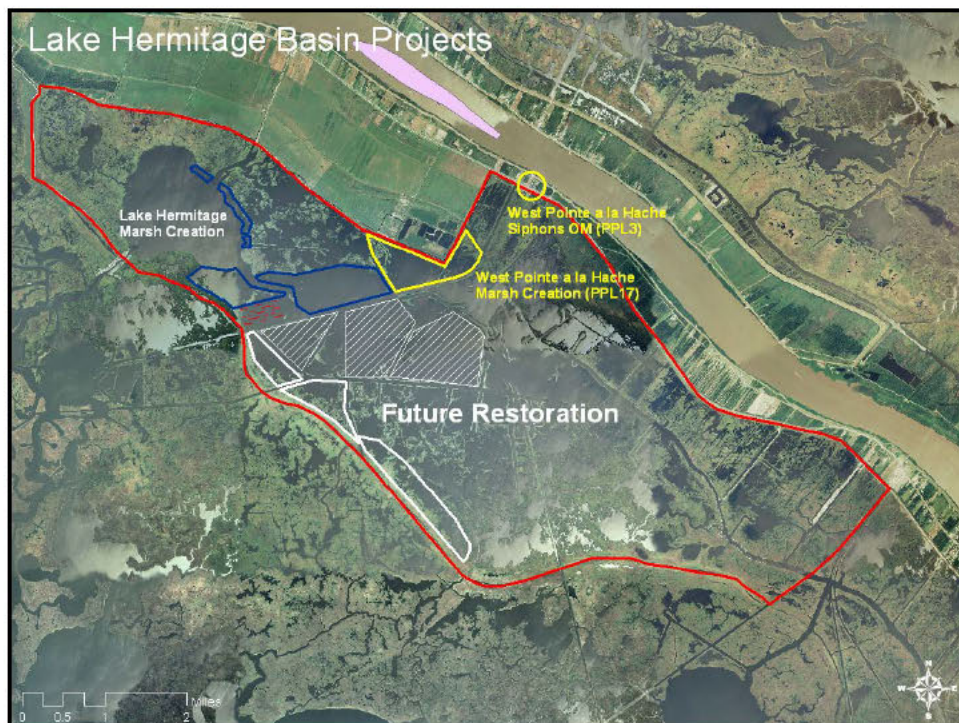 Lake Hermitage Basin Projects
Lake Hermitage
Marsh Creation
West Pointe a la Hache
Siphons OM (PPL3)
West Pointe a la Hache
Marsh Creation (PPL17)
Future Restoration
0 0.5 1 2
Miles
N
W E
S